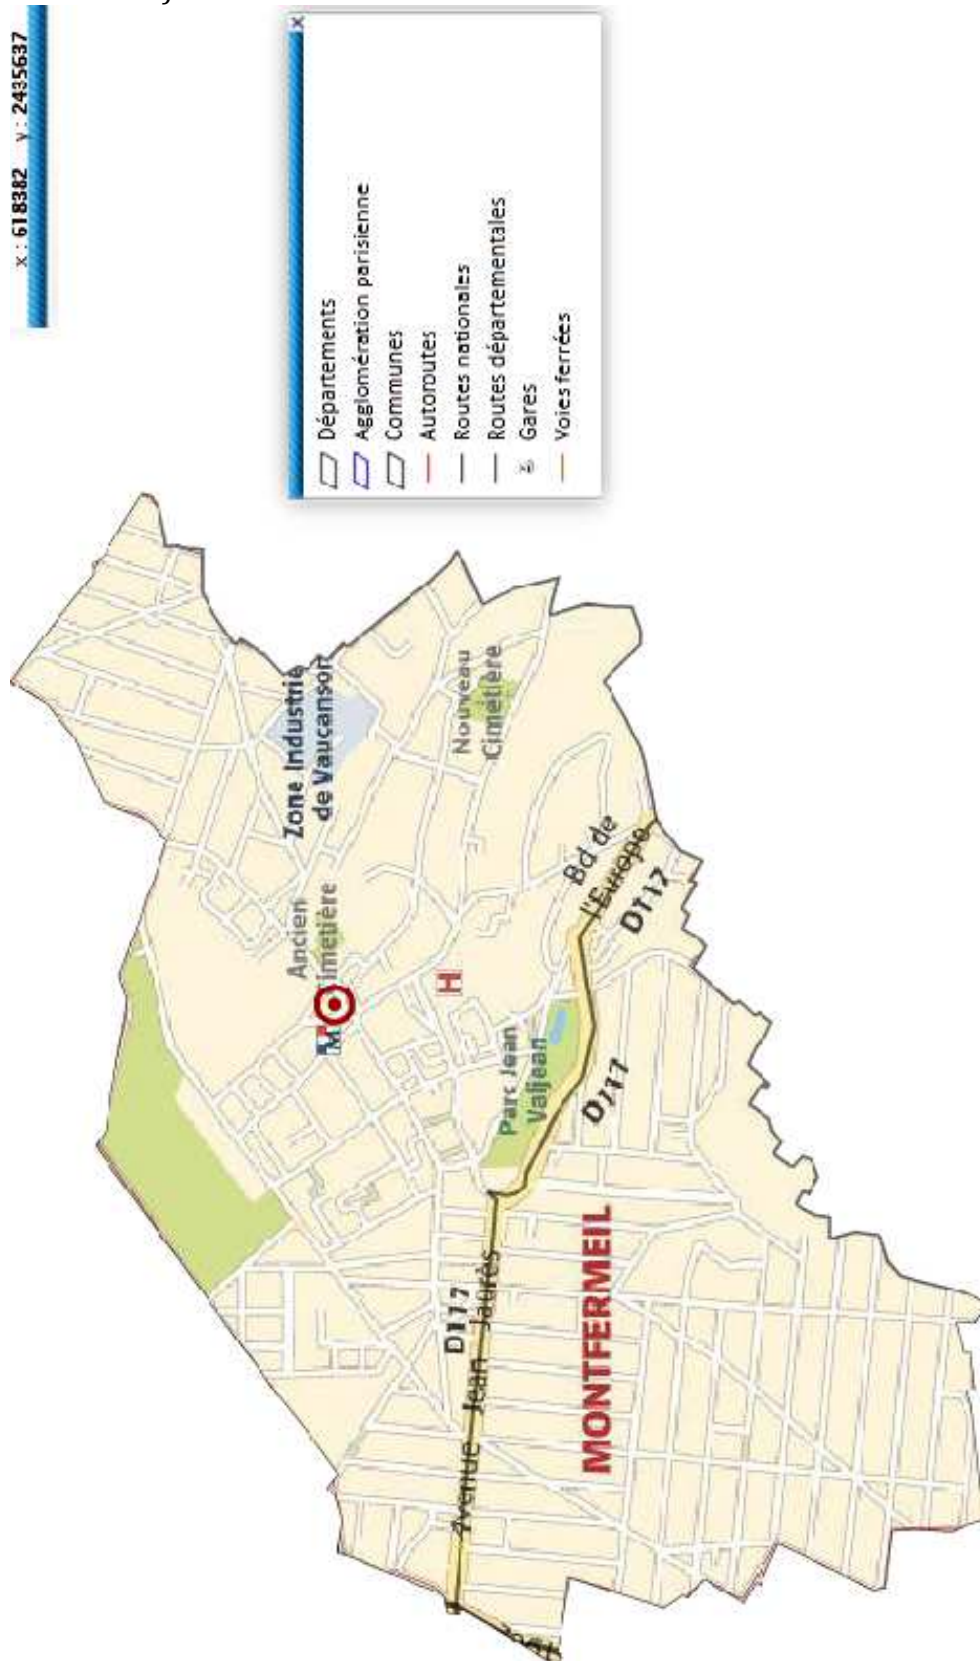 x : 618382 y : 2435637
Départements
Agglomération parisienne
Communes
Autoroutes
Routes nationales
Routes départementales
Gares
Voies ferrées
Zone Industrie
de Vaucanson
Ancien
Cimetière
Nouveau
Cimetière
M
H
Parc Jean
Valjean
Bd de
l'Europe
D117
D117
D117
Avenue Jean Jaurès
MONTFERMEIL